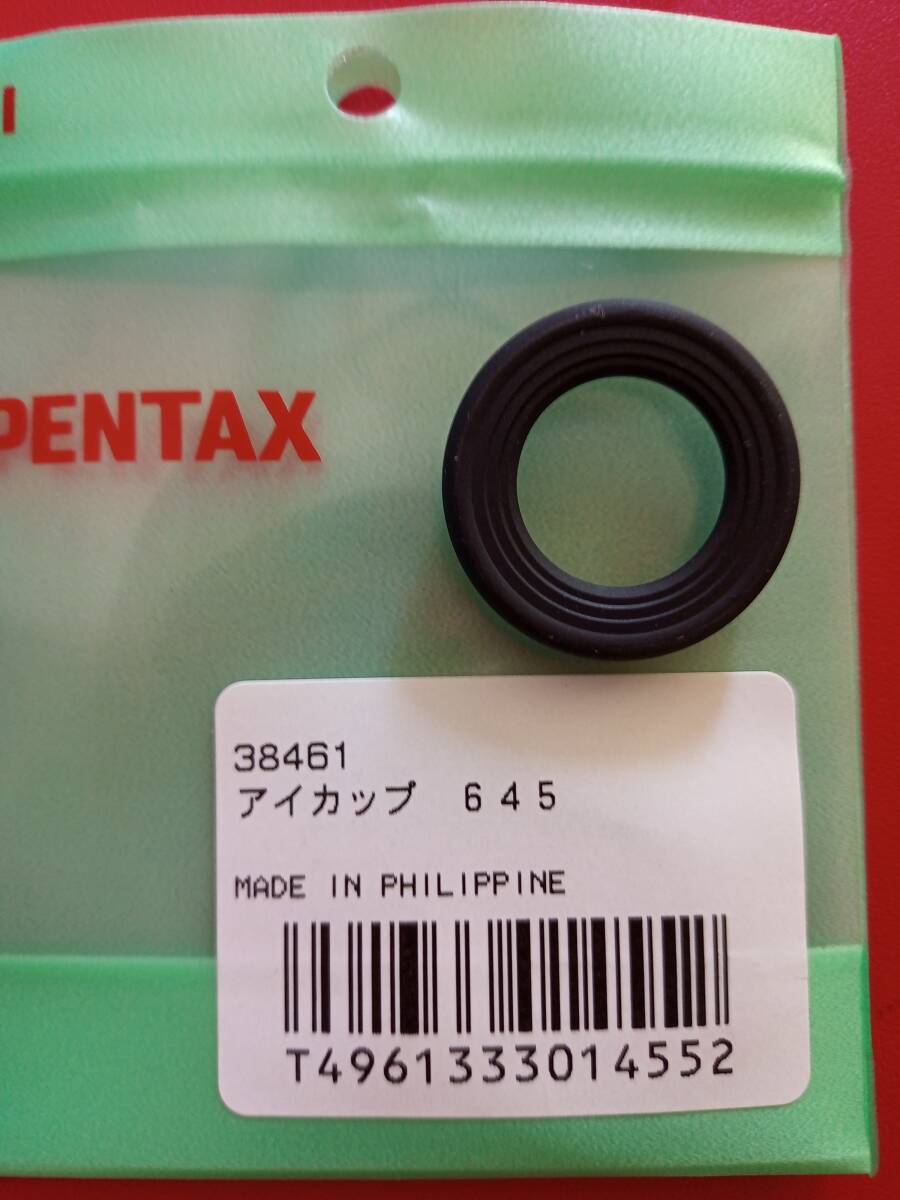 PENTAX
38461
アイカップ 645
MADE IN PHILIPPINE
T4961333014552